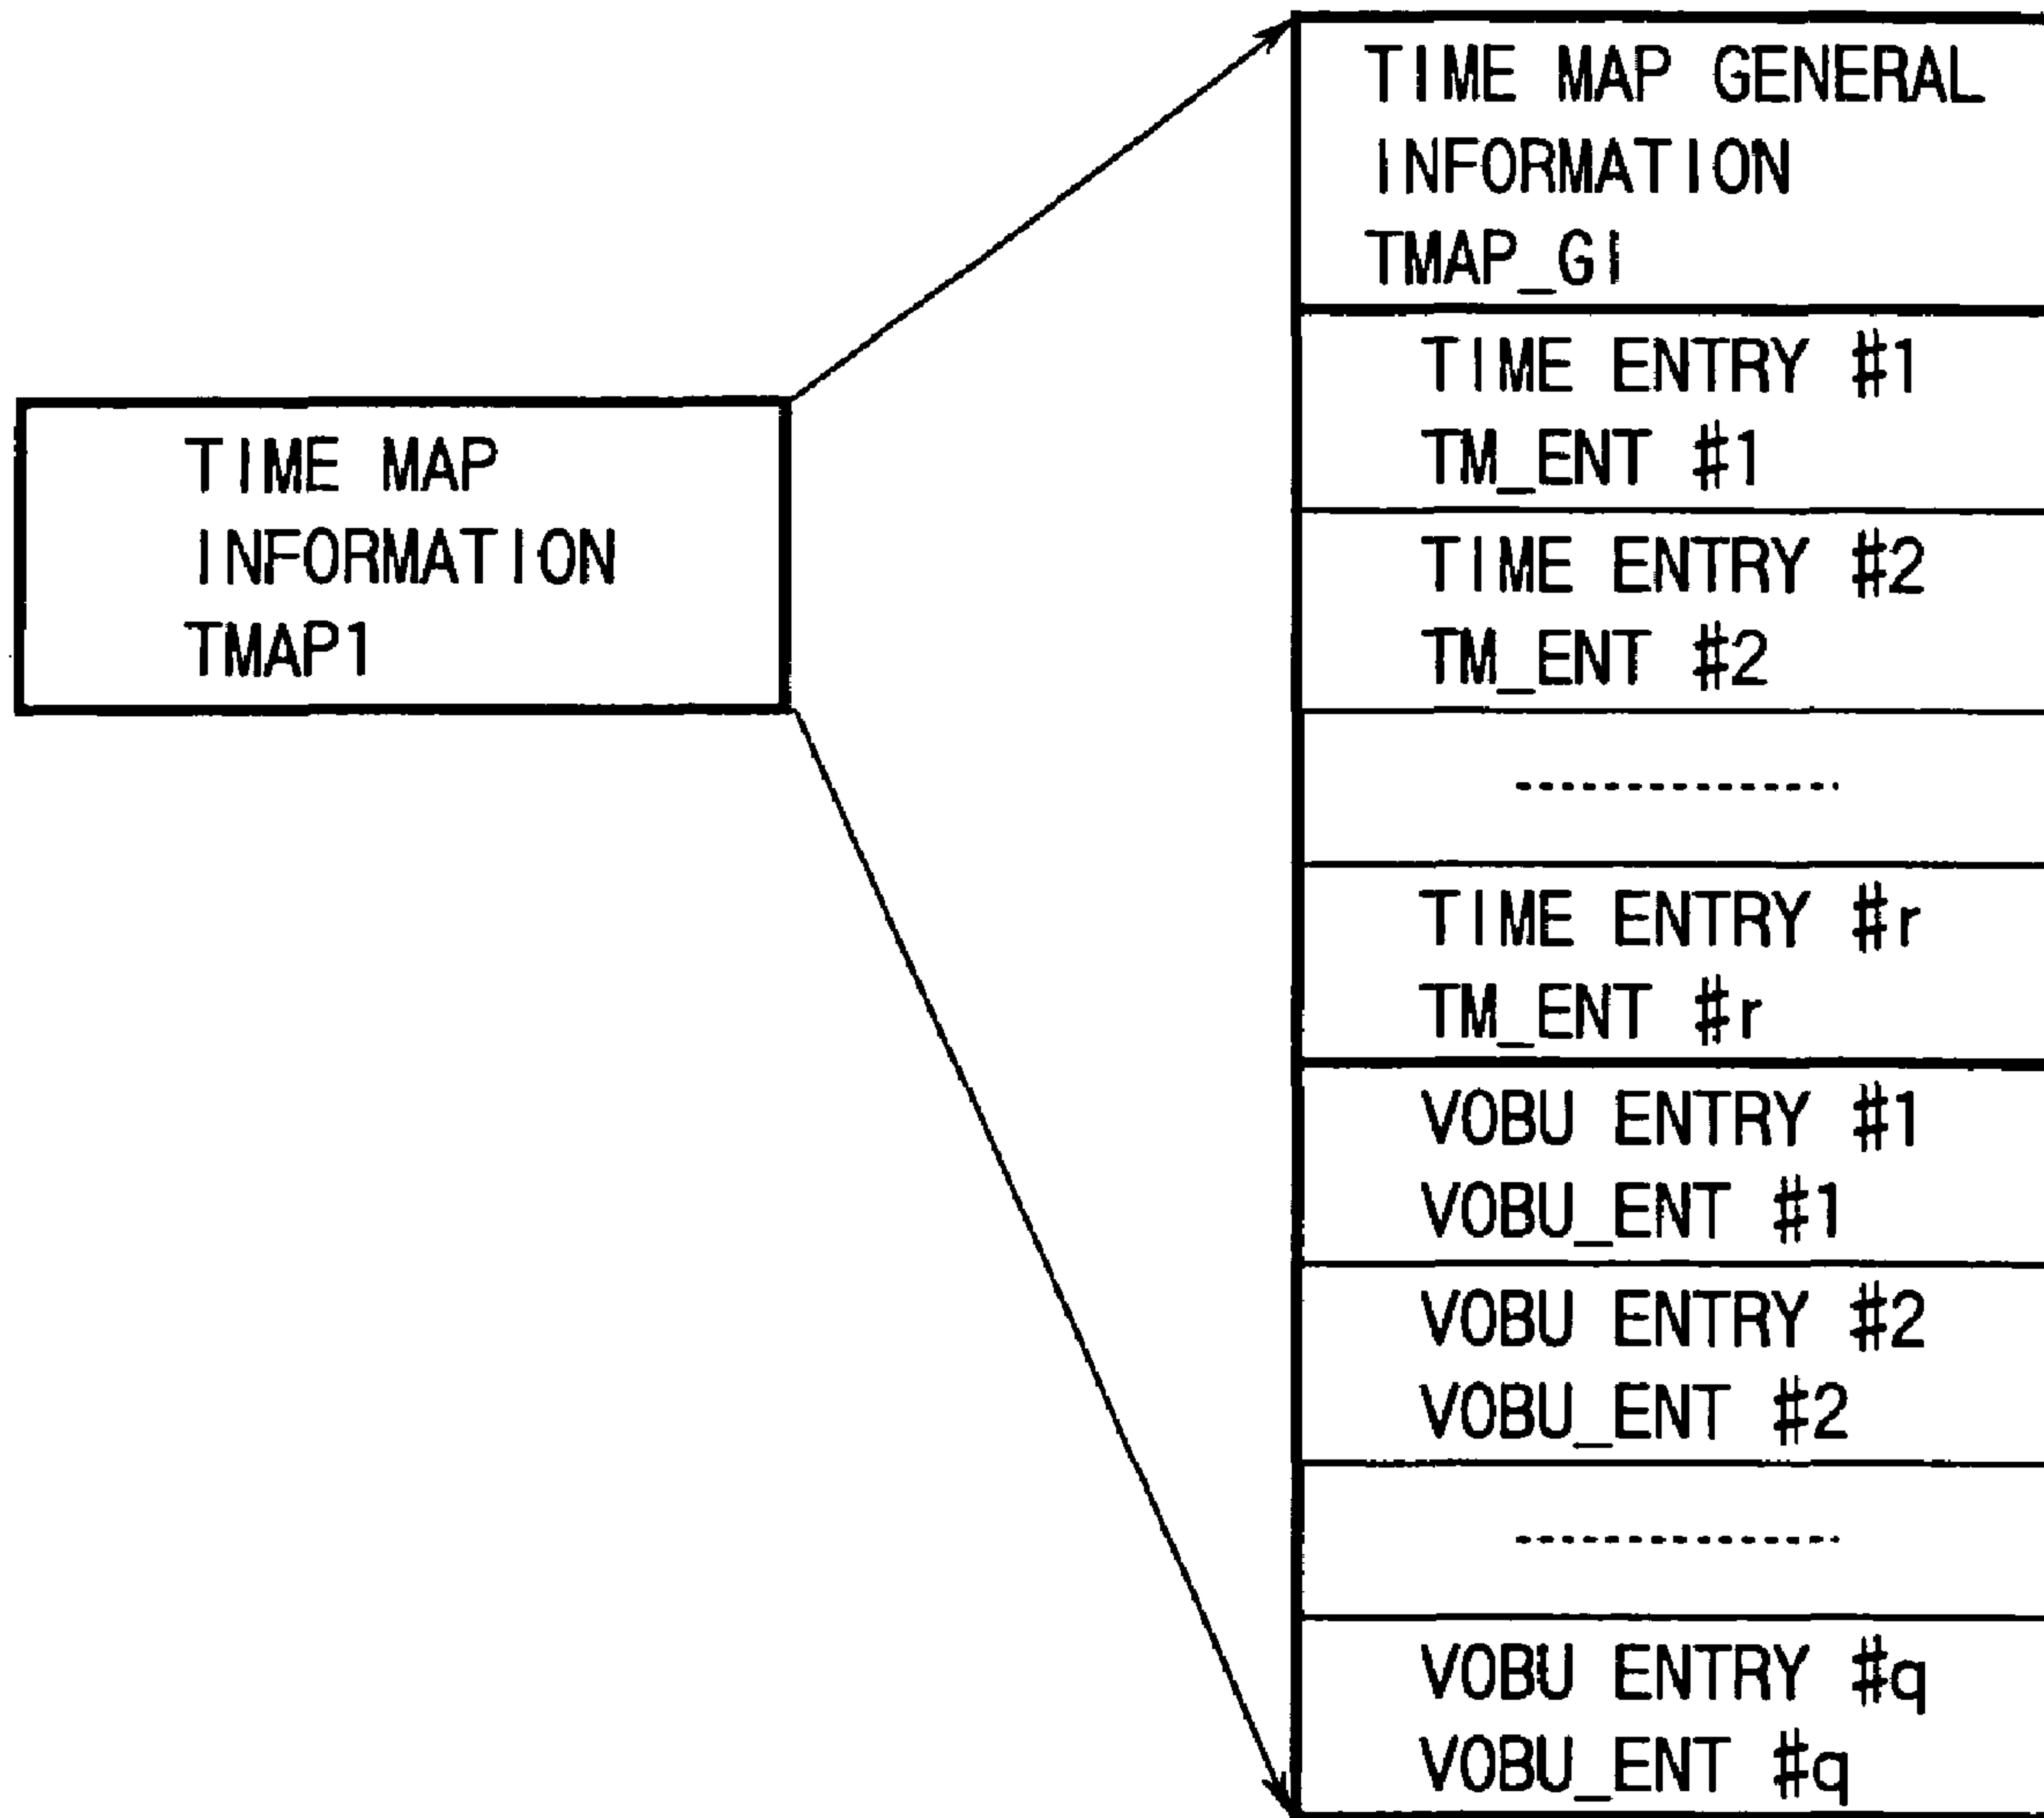 TIME MAP
INFORMATION
TMAP1
TIME MAP GENERAL
INFORMATION
TMAP_GI
TIME ENTRY #1
TM_ENT #1
TIME ENTRY #2
TM_ENT #2
TIME ENTRY #r
TM_ENT #r
VOBU ENTRY #1
VOBU_ENT #1
VOBU ENTRY #2
VOBU_ENT #2
VOBU ENTRY #q
VOBU_ENT #q